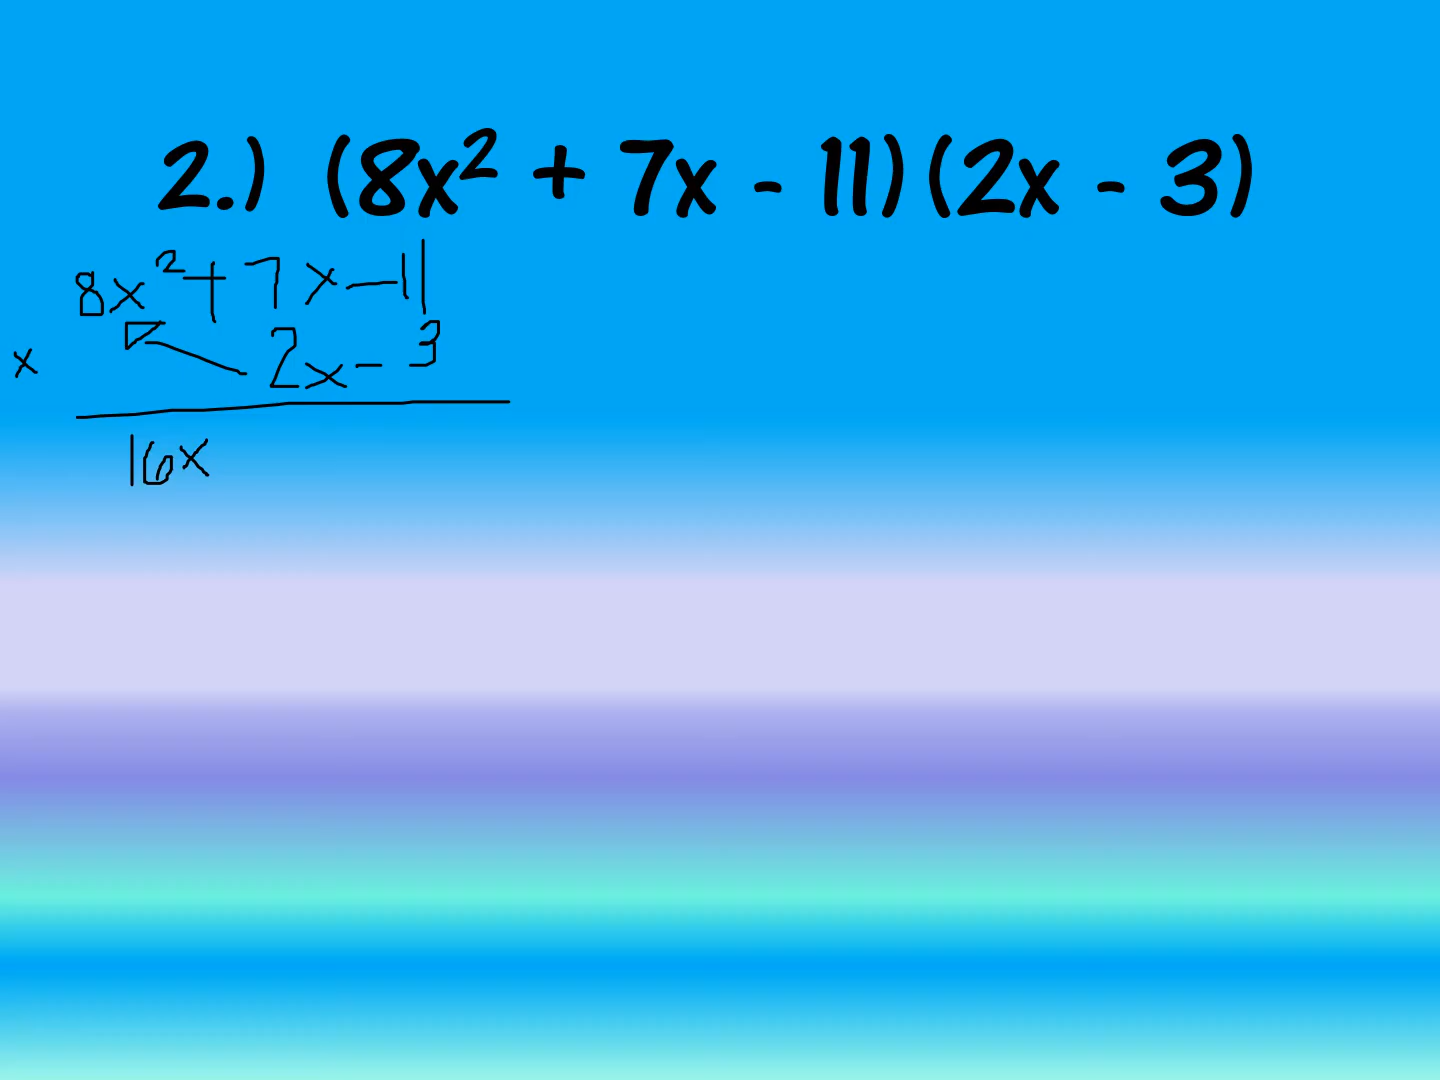 2.) (8x² + 7x - 11)(2x - 3)
8x² + 7x - 11
x 2x - 3
16x